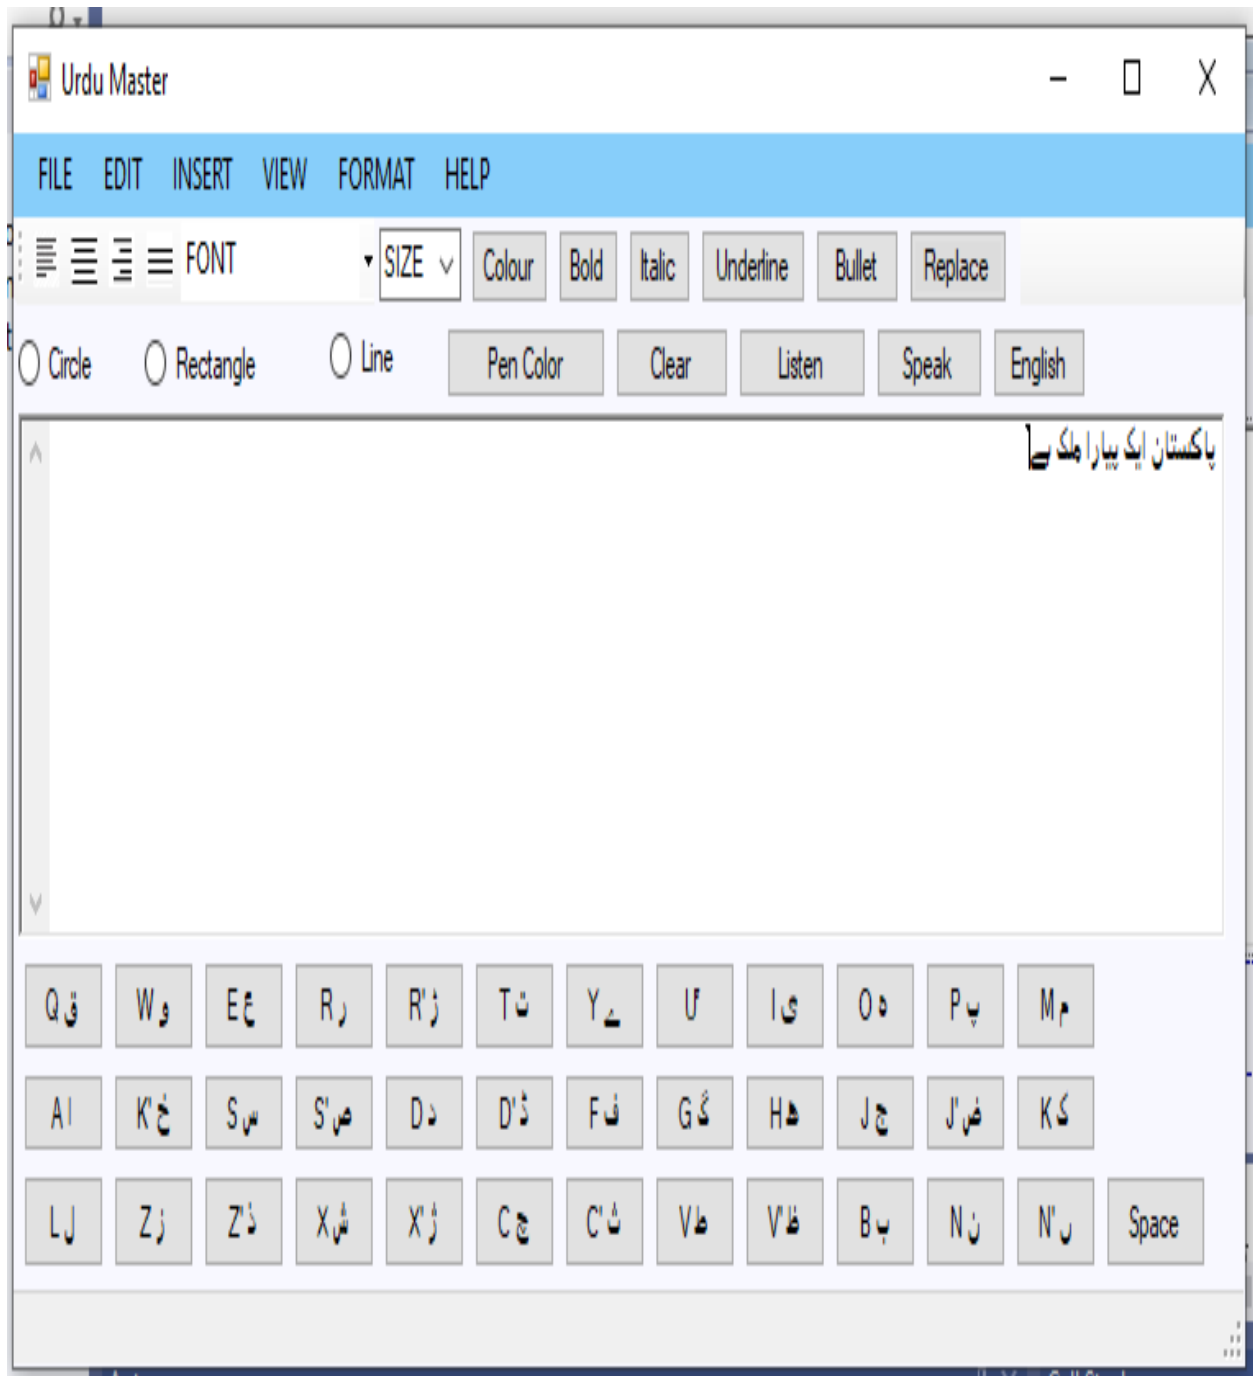 Urdu Master
FILE EDIT INSERT VIEW FORMAT HELP
FONT SIZE Colour Bold Italic Underline Bullet Replace
Circle Rectangle Line Pen Color Clear Listen Speak English
پاکستان ایک پیارا ملک ہے
Q ق W و E ع R ر R' ڑ T ت Y ے U ئ I ی O ہ P پ M م
A ا K' خ S س S' ص D د D' ڈ F ف G گ H ھ J ج J' ض K ک
L ل Z ز Z' ذ X ش X' ژ C چ C' ث V ط V' ظ B ب N ن N' ں Space